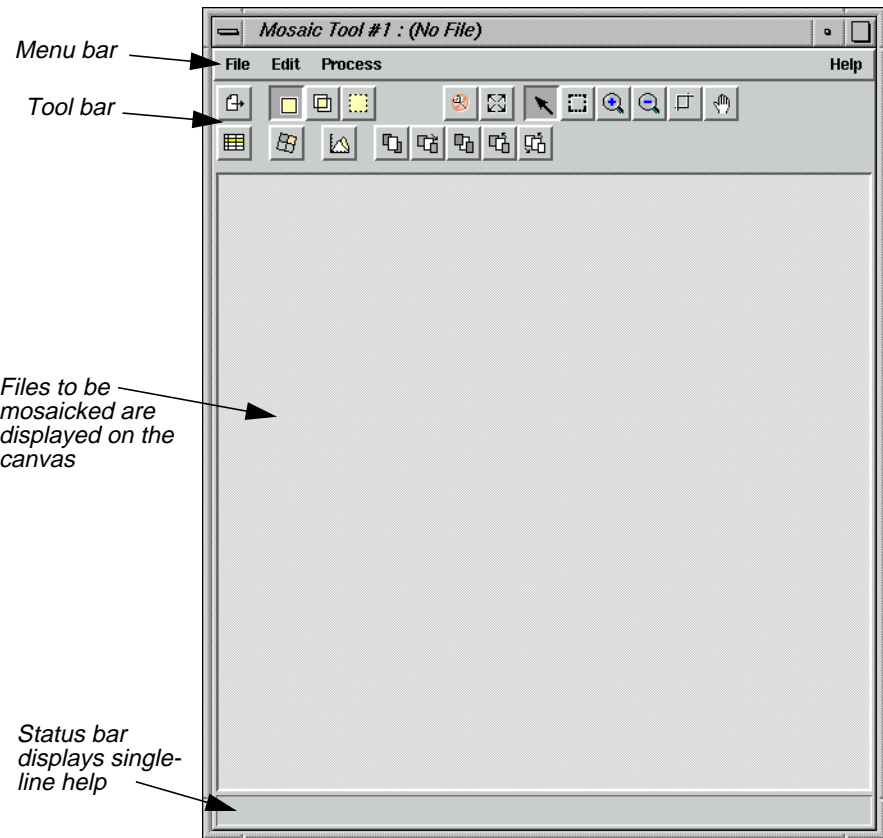 Mosaic Tool #1 : (No File)
Menu bar
File Edit Process Help
Tool bar
Files to be
mosaicked are
displayed on the
canvas
Status bar
displays single-
line help